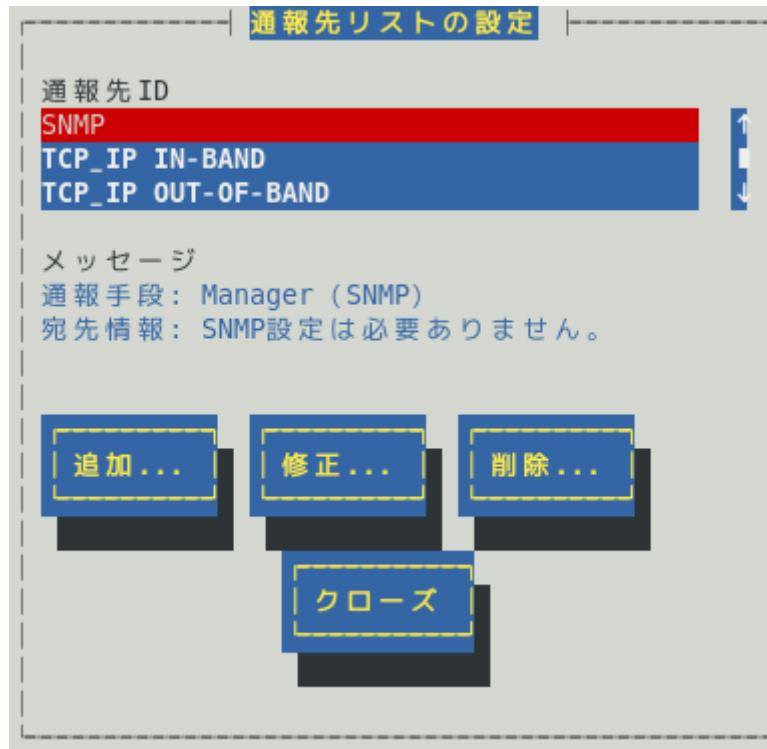 通報先リストの設定
通報先ID
SNMP
TCP_IP IN-BAND
TCP_IP OUT-OF-BAND
メッセージ
通報手段: Manager (SNMP)
宛先情報: SNMP設定は必要ありません。
追加... 修正... 削除...
クローズ